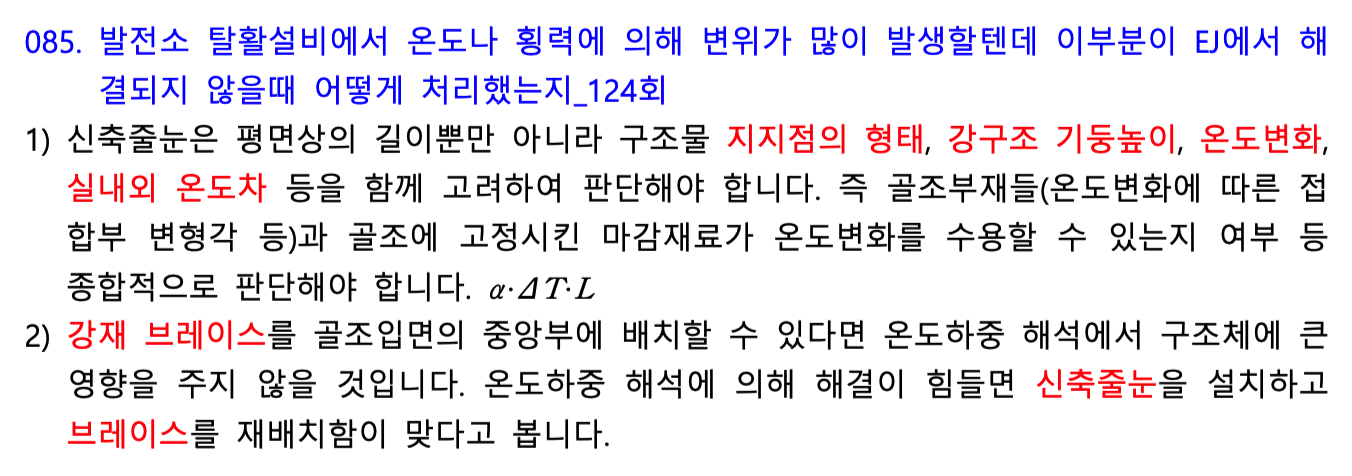 085. 발전소 탈활설비에서 온도나 횡력에 의해 변위가 많이 발생할텐데 이부분이 EJ에서 해
결되지 않을때 어떻게 처리했는지_124회
1) 신축줄눈은 평면상의 길이뿐만 아니라 구조물 지지점의 형태, 강구조 기둥높이, 온도변화,
실내외 온도차 등을 함께 고려하여 판단해야 합니다. 즉 골조부재들(온도변화에 따른 접
합부 변형각 등)과 골조에 고정시킨 마감재료가 온도변화를 수용할 수 있는지 여부 등
종합적으로 판단해야 합니다. α·ΔT·L
2) 강재 브레이스를 골조입면의 중앙부에 배치할 수 있다면 온도하중 해석에서 구조체에 큰
영향을 주지 않을 것입니다. 온도하중 해석에 의해 해결이 힘들면 신축줄눈을 설치하고
브레이스를 재배치함이 맞다고 봅니다.